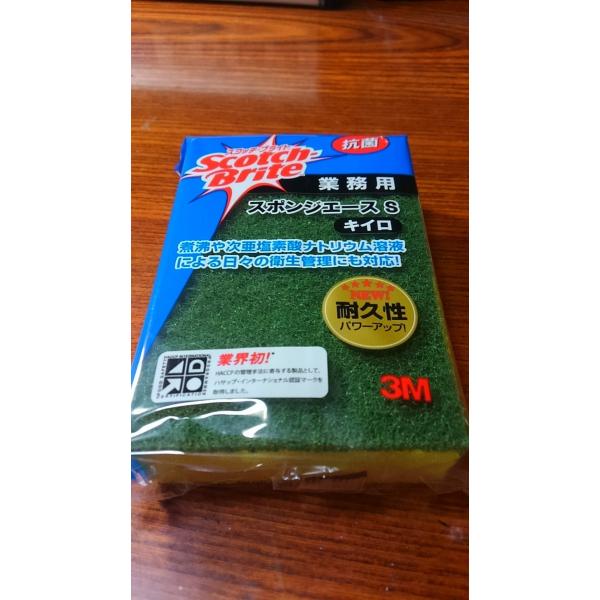 スコッチ・ブライト
Scotch-
Brite
抗菌
業務用
スポンジエース S
キイロ
煮沸や次亜塩素酸ナトリウム溶液
による日々の衛生管理にも対応!
NEW!
耐久性
パワーアップ!
業界初!
HACCPの管理手法に寄与する製品として、
ハサップ・インターナショナル認証マークを
取得しました。
HACCP INTERNATIONAL
CERTIFICATION
3M